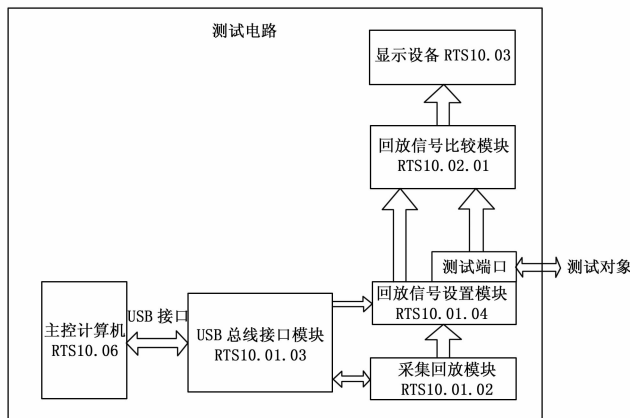 测试电路
显示设备 RTS10.03
回放信号比较模块
RTS10.02.01
测试端口
测试对象
回放信号设置模块
RTS10.01.04
USB 接口
主控计算机
RTS10.06
USB 总线接口模块
RTS10.01.03
采集回放模块
RTS10.01.02